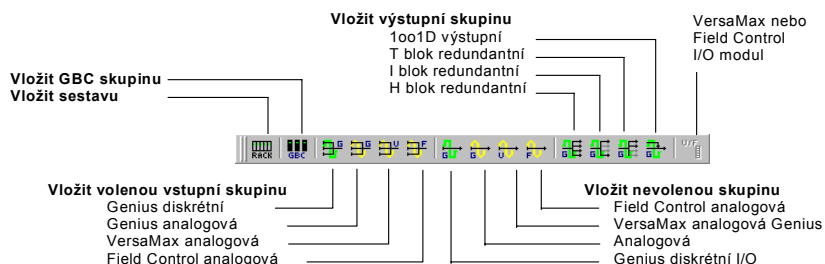 Vložit výstupní skupinu
1oo1D výstupní
T blok redundantní
I blok redundantní
H blok redundantní
VersaMax nebo
Field Control
I/O modul
Vložit GBC skupinu
Vložit sestavu
RACK GBC G G V F G G V F G G G G V/F
Vložit volenou vstupní skupinu
Genius diskrétní
Genius analogová
VersaMax analogová
Field Control analogová
Vložit nevolenou skupinu
Field Control analogová
VersaMax analogová Genius
Analogová
Genius diskrétní I/O